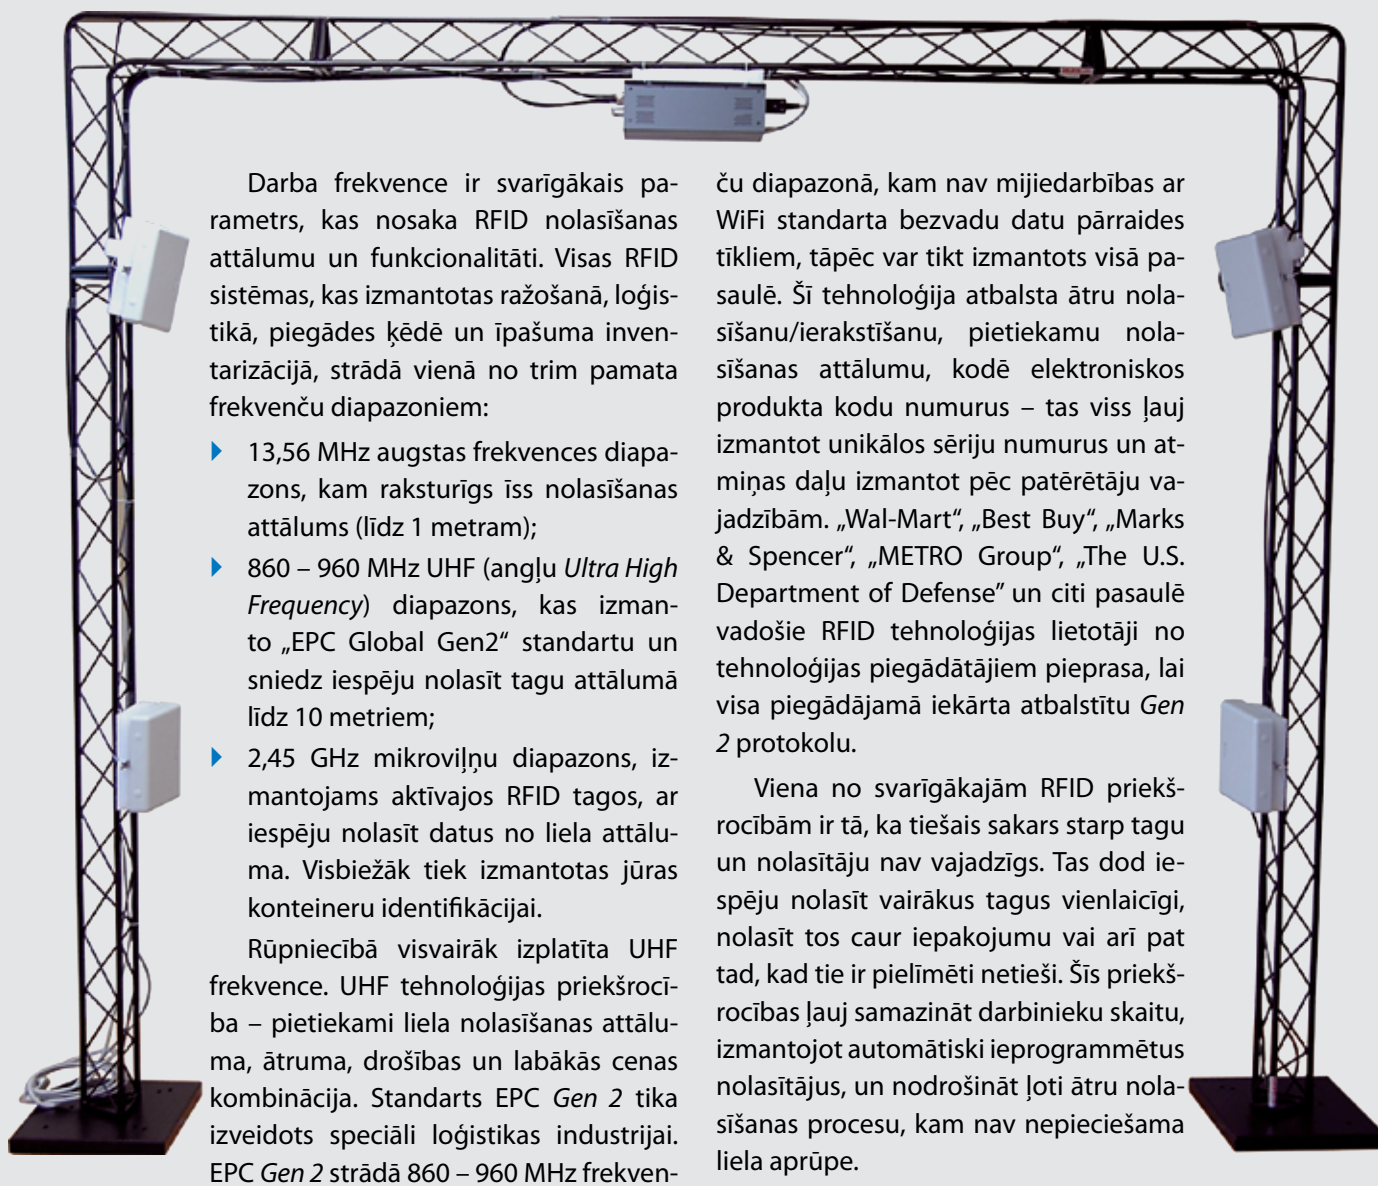 Darba frekvence ir svarīgākais pa-
rametrs, kas nosaka RFID nolasīšanas
attālumu un funkcionalitāti. Visas RFID
sistēmas, kas izmantotas ražošanā, loģis-
tikā, piegādes ķēdē un īpašuma inven-
tarizācijā, strādā vienā no trim pamata
frekvenču diapazoniem:
13,56 MHz augstas frekvences diapa-
zons, kam raksturīgs īss nolasīšanas
attālums (līdz 1 metram);
860 – 960 MHz UHF (angļu Ultra High
Frequency) diapazons, kas izman-
to „EPC Global Gen2“ standartu un
sniedz iespēju nolasīt tagu attālumā
līdz 10 metriem;
2,45 GHz mikroviļņu diapazons, iz-
mantojams aktīvajos RFID tagos, ar
iespēju nolasīt datus no liela attālu-
ma. Visbiežāk tiek izmantotas jūras
konteineru identifikācijai.
Rūpniecībā visvairāk izplatīta UHF
frekvence. UHF tehnoloģijas priekšrocī-
ba – pietiekami liela nolasīšanas attālu-
ma, ātruma, drošības un labākās cenas
kombinācija. Standarts EPC Gen 2 tika
izveidots speciāli loģistikas industrijai.
EPC Gen 2 strādā 860 – 960 MHz frekven-
ču diapazonā, kam nav mijiedarbības ar
WiFi standarta bezvadu datu pārraides
tīkliem, tāpēc var tikt izmantots visā pa-
saulē. Šī tehnoloģija atbalsta ātru nola-
sīšanu/ierakstīšanu, pietiekamu nola-
sīšanas attālumu, kodē elektroniskos
produkta kodu numurus – tas viss ļauj
izmantot unikālos sēriju numurus un at-
miņas daļu izmantot pēc patērētāju va-
jadzībām. „Wal-Mart“, „Best Buy“, „Marks
& Spencer“, „METRO Group“, „The U.S.
Department of Defense” un citi pasaulē
vadošie RFID tehnoloģijas lietotāji no
tehnoloģijas piegādātājiem pieprasa, lai
visa piegādājamā iekārta atbalstītu Gen
2 protokolu.
Viena no svarīgākajām RFID priekš-
rocībām ir tā, ka tiešais sakars starp tagu
un nolasītāju nav vajadzīgs. Tas dod ie-
spēju nolasīt vairākus tagus vienlaicīgi,
nolasīt tos caur iepakojumu vai arī pat
tad, kad tie ir pielīmēti netieši. Šīs priekš-
rocības ļauj samazināt darbinieku skaitu,
izmantojot automātiski ieprogrammētus
nolasītājus, un nodrošināt ļoti ātru nola-
sīšanas procesu, kam nav nepieciešama
liela aprūpe.